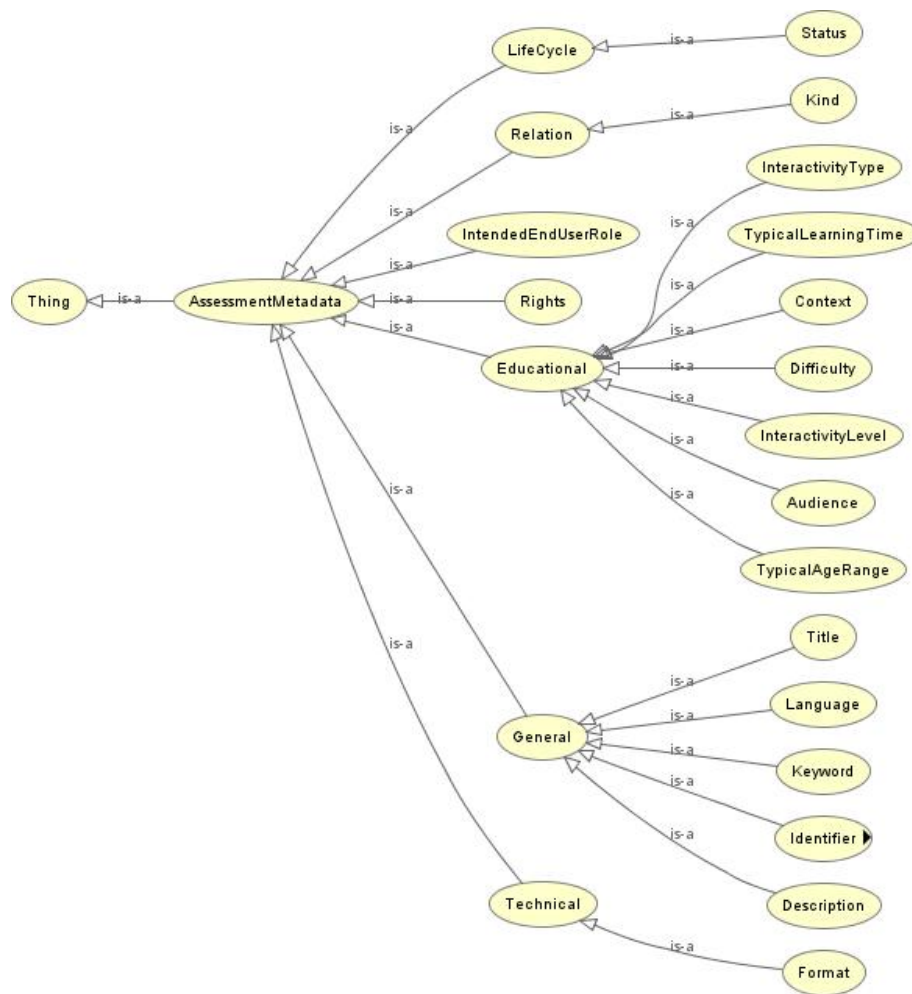 Status
is-a
LifeCycle
Kind
is-a
Relation
is-a
InteractivityType
is-a
is-a
IntendedEndUserRole
TypicalLearningTime
is-a
is-a
Thing
is-a
AssessmentMetadata
is-a
Rights
Context
is-a
is-a
Educational
is-a
Difficulty
is-a
InteractivityLevel
is-a
Audience
is-a
is-a
TypicalAgeRange
Title
is-a
is-a
Language
is-a
General
is-a
Keyword
is-a
Identifier
is-a
Description
Technical
is-a
Format